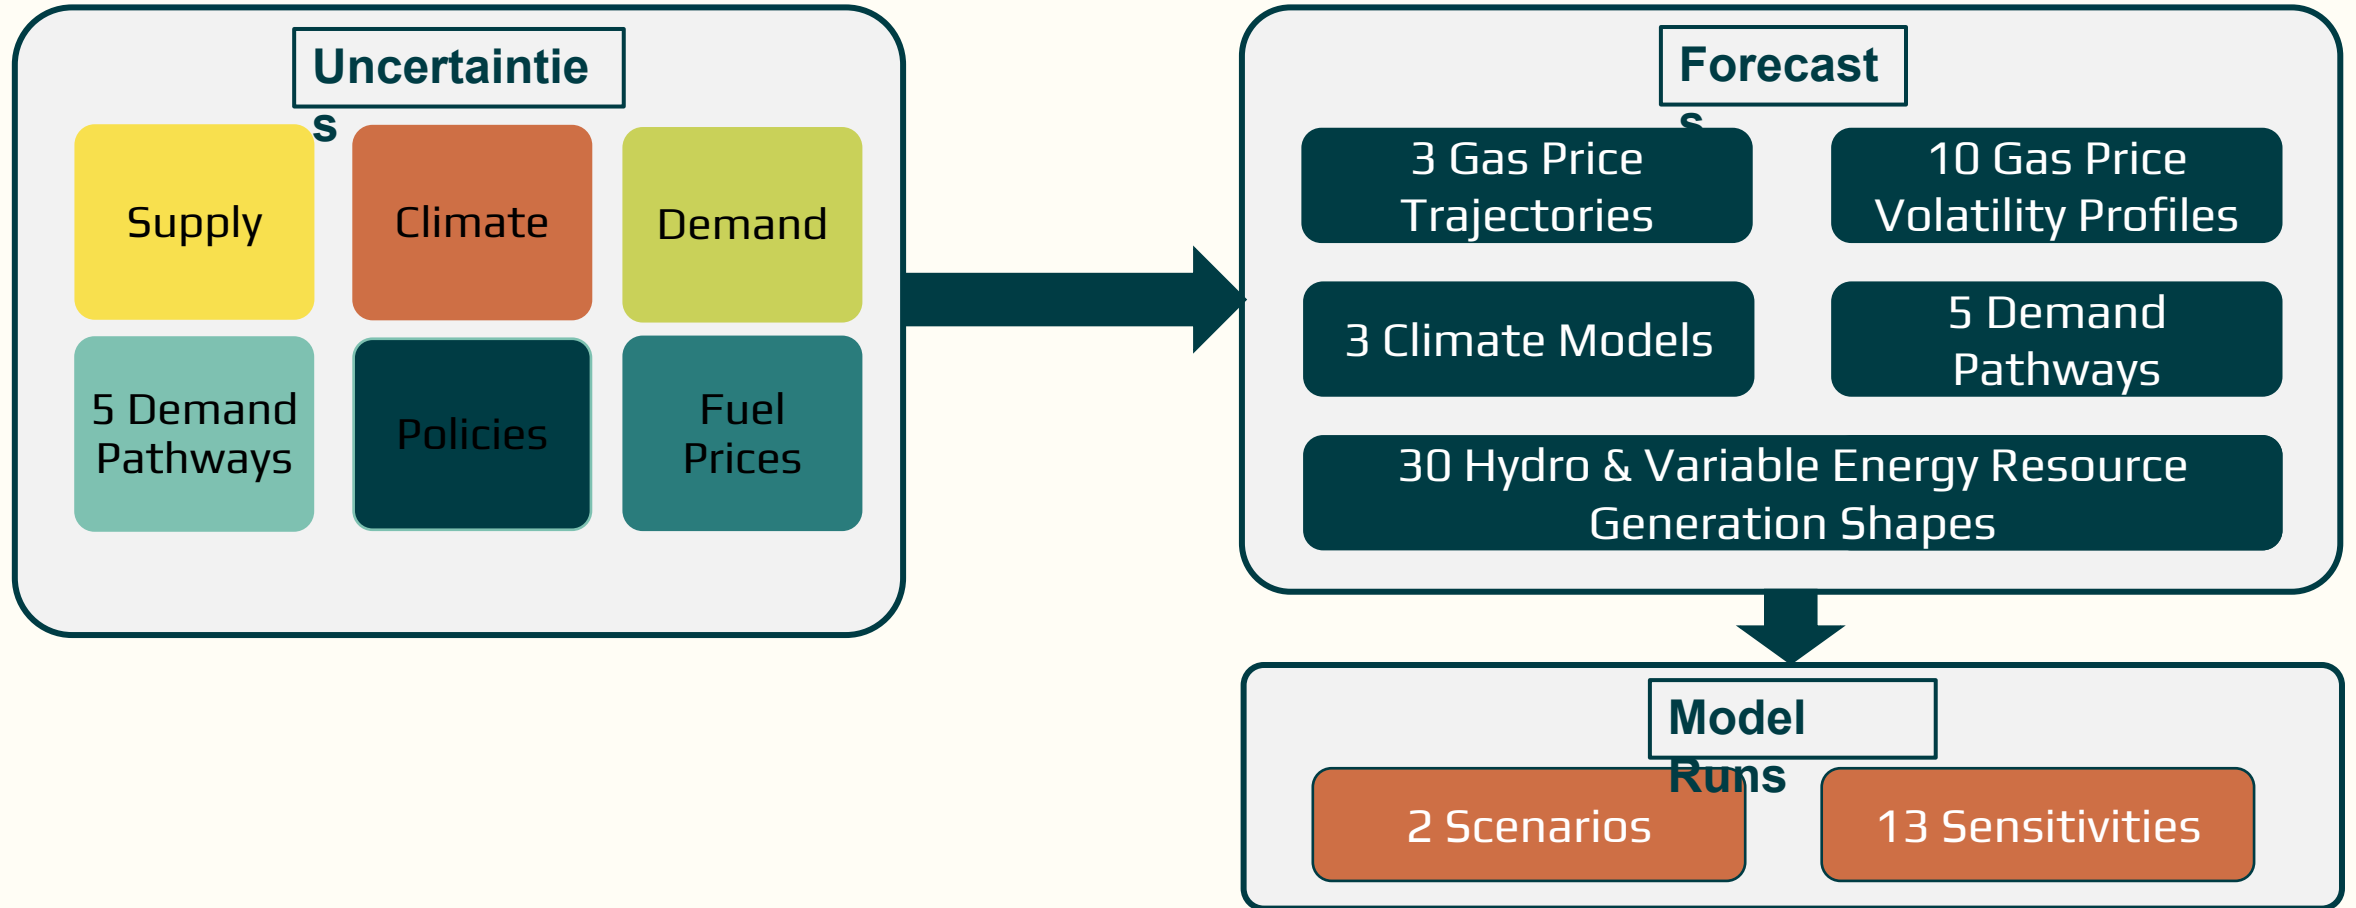 Uncertaintie
s
Supply
Climate
Demand
5 Demand
Pathways
Policies
Fuel
Prices
Forecast
s
3 Gas Price
Trajectories
10 Gas Price
Volatility Profiles
3 Climate Models
5 Demand
Pathways
30 Hydro & Variable Energy Resource
Generation Shapes
Model
Runs
2 Scenarios
13 Sensitivities